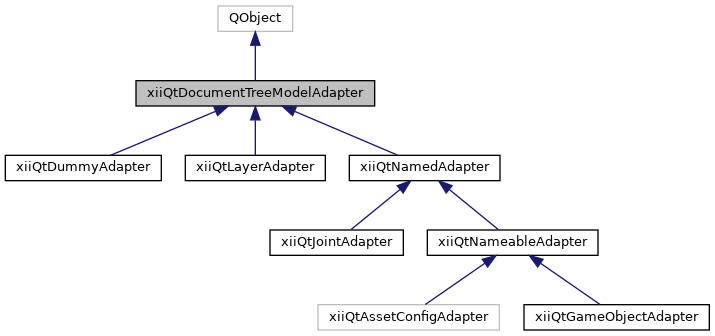 QObject
xiiQtDocumentTreeModelAdapter
xiiQtDummyAdapter
xiiQtLayerAdapter
xiiQtNamedAdapter
xiiQtJointAdapter
xiiQtNameableAdapter
xiiQtAssetConfigAdapter
xiiQtGameObjectAdapter